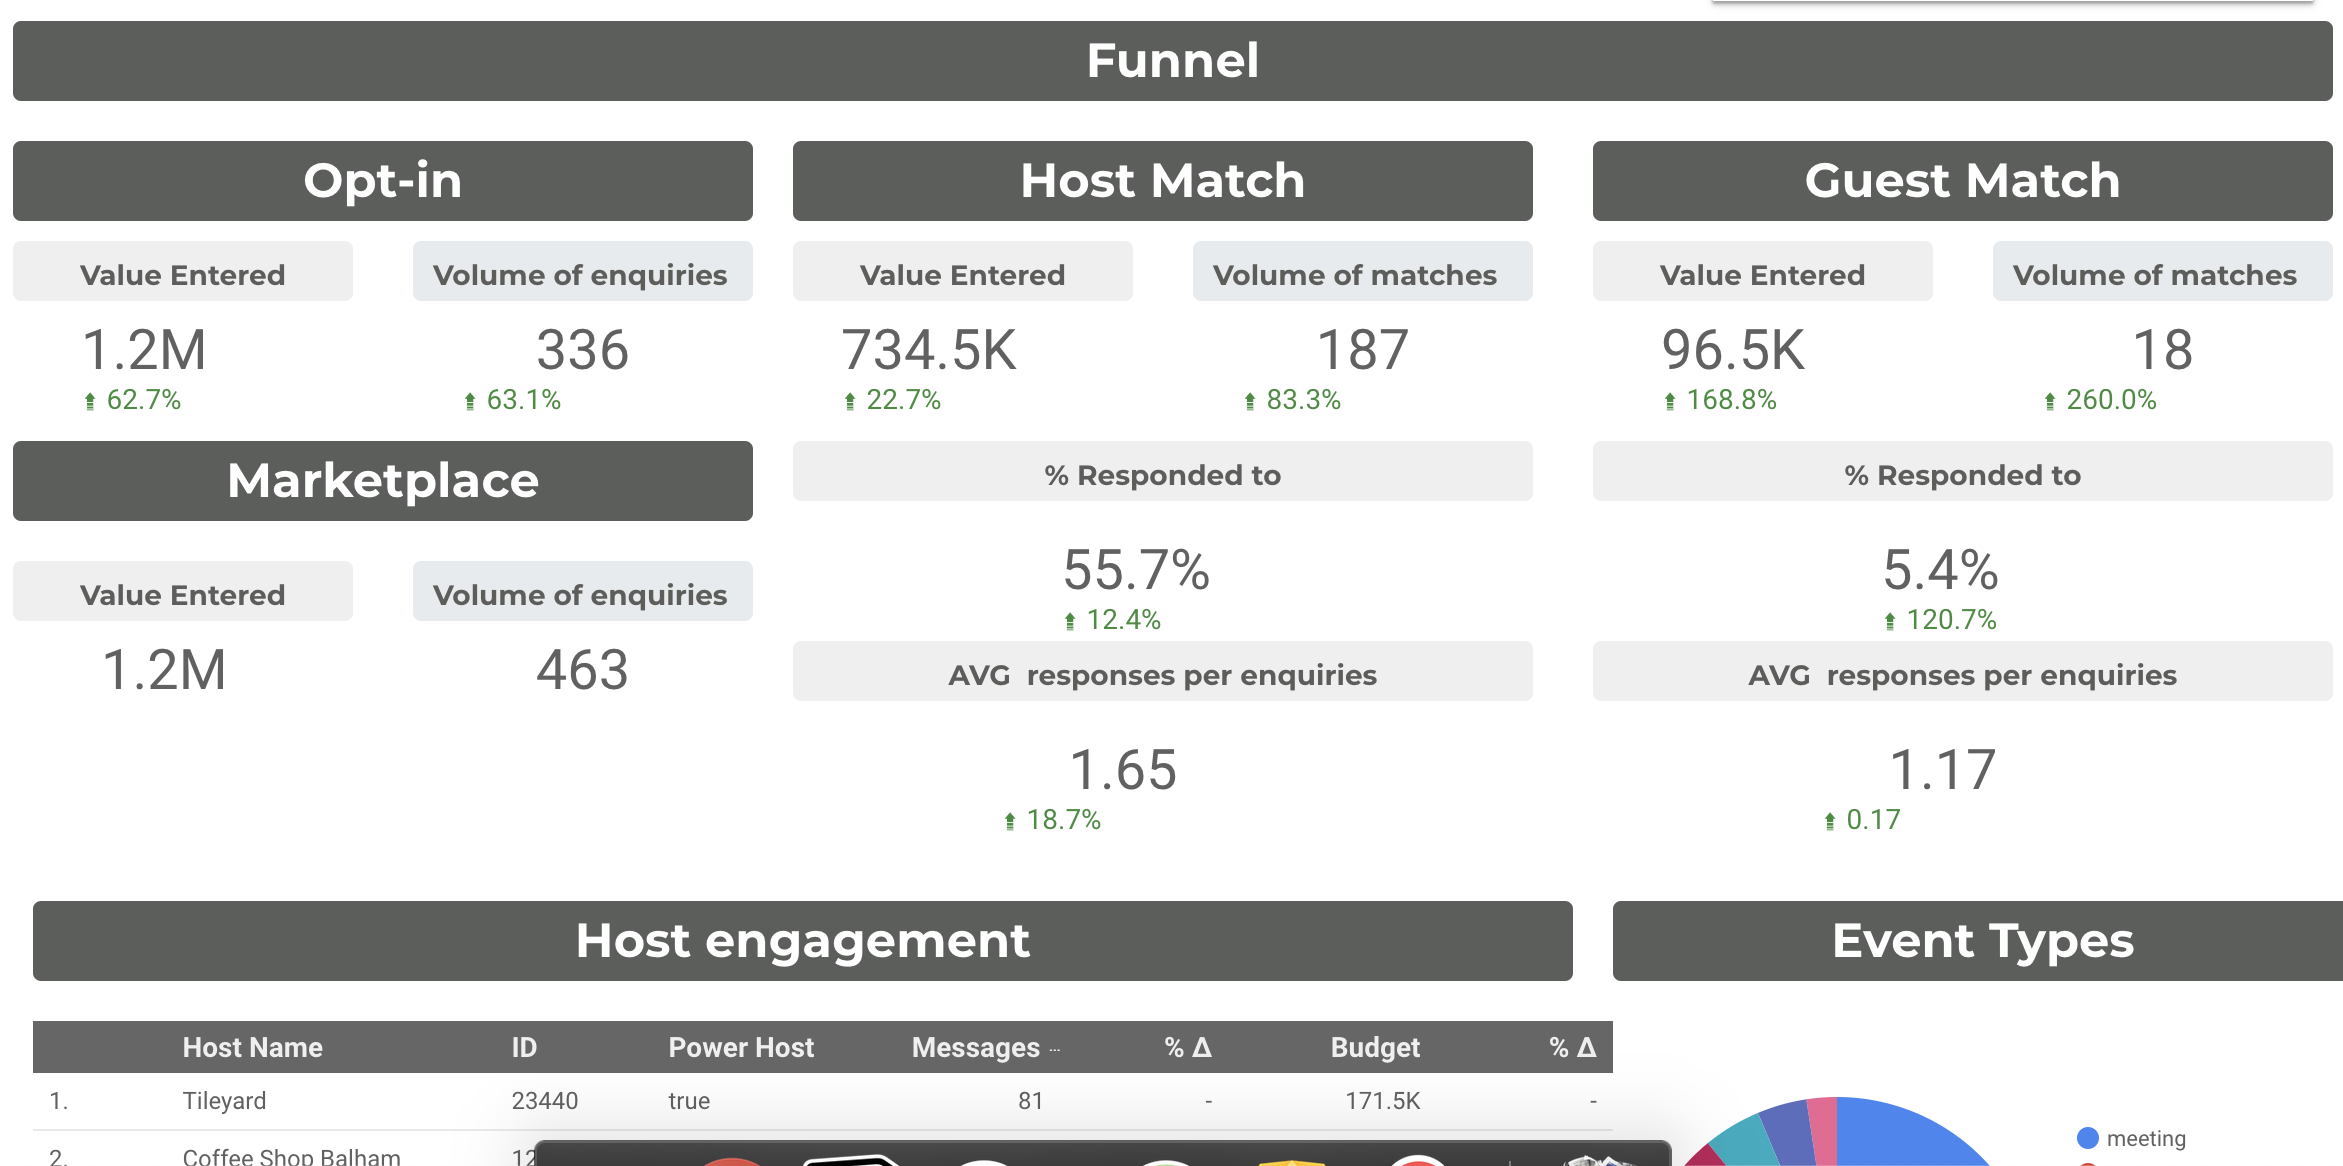 Funnel
Opt-in
Host Match
Guest Match
Value Entered
Volume of enquiries
Value Entered
Volume of matches
Value Entered
Volume of matches
1.2M
336
734.5K
187
96.5K
18
62.7%
63.1%
22.7%
83.3%
168.8%
260.0%
Marketplace
% Responded to
% Responded to
55.7%
5.4%
Value Entered
Volume of enquiries
12.4%
120.7%
1.2M
463
AVG responses per enquiries
AVG responses per enquiries
1.65
1.17
18.7%
0.17
Host engagement
Event Types
Host Name ID Power Host Messages ... % Δ Budget % Δ
1. Tileyard 23440 true 81 - 171.5K -
meeting
2. Coffee Shop Balham 12